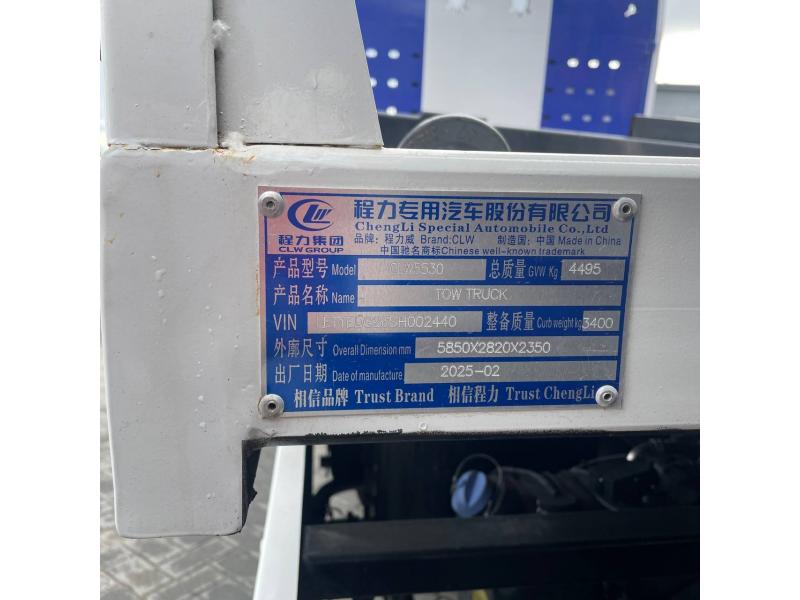 程力专用汽车股份有限公司
ChengLi Special Automobile Co.,Ltd
程力集团
CLW GROUP
品牌：程力威 Brand:CLW 制造国：中国 Made in China
中国驰名商标Chinese well-known trademark
产品型号 Model CLW5530 总质量 GVW Kg 4495
产品名称 Name TOW TRUCK
VIN 整备质量 Curb weight kg 3400
外廓尺寸 Overall Dimension mm 5850X2820X2350
出厂日期 Date of manufacture 2025-02
相信品牌 Trust Brand 相信程力 Trust ChengLi